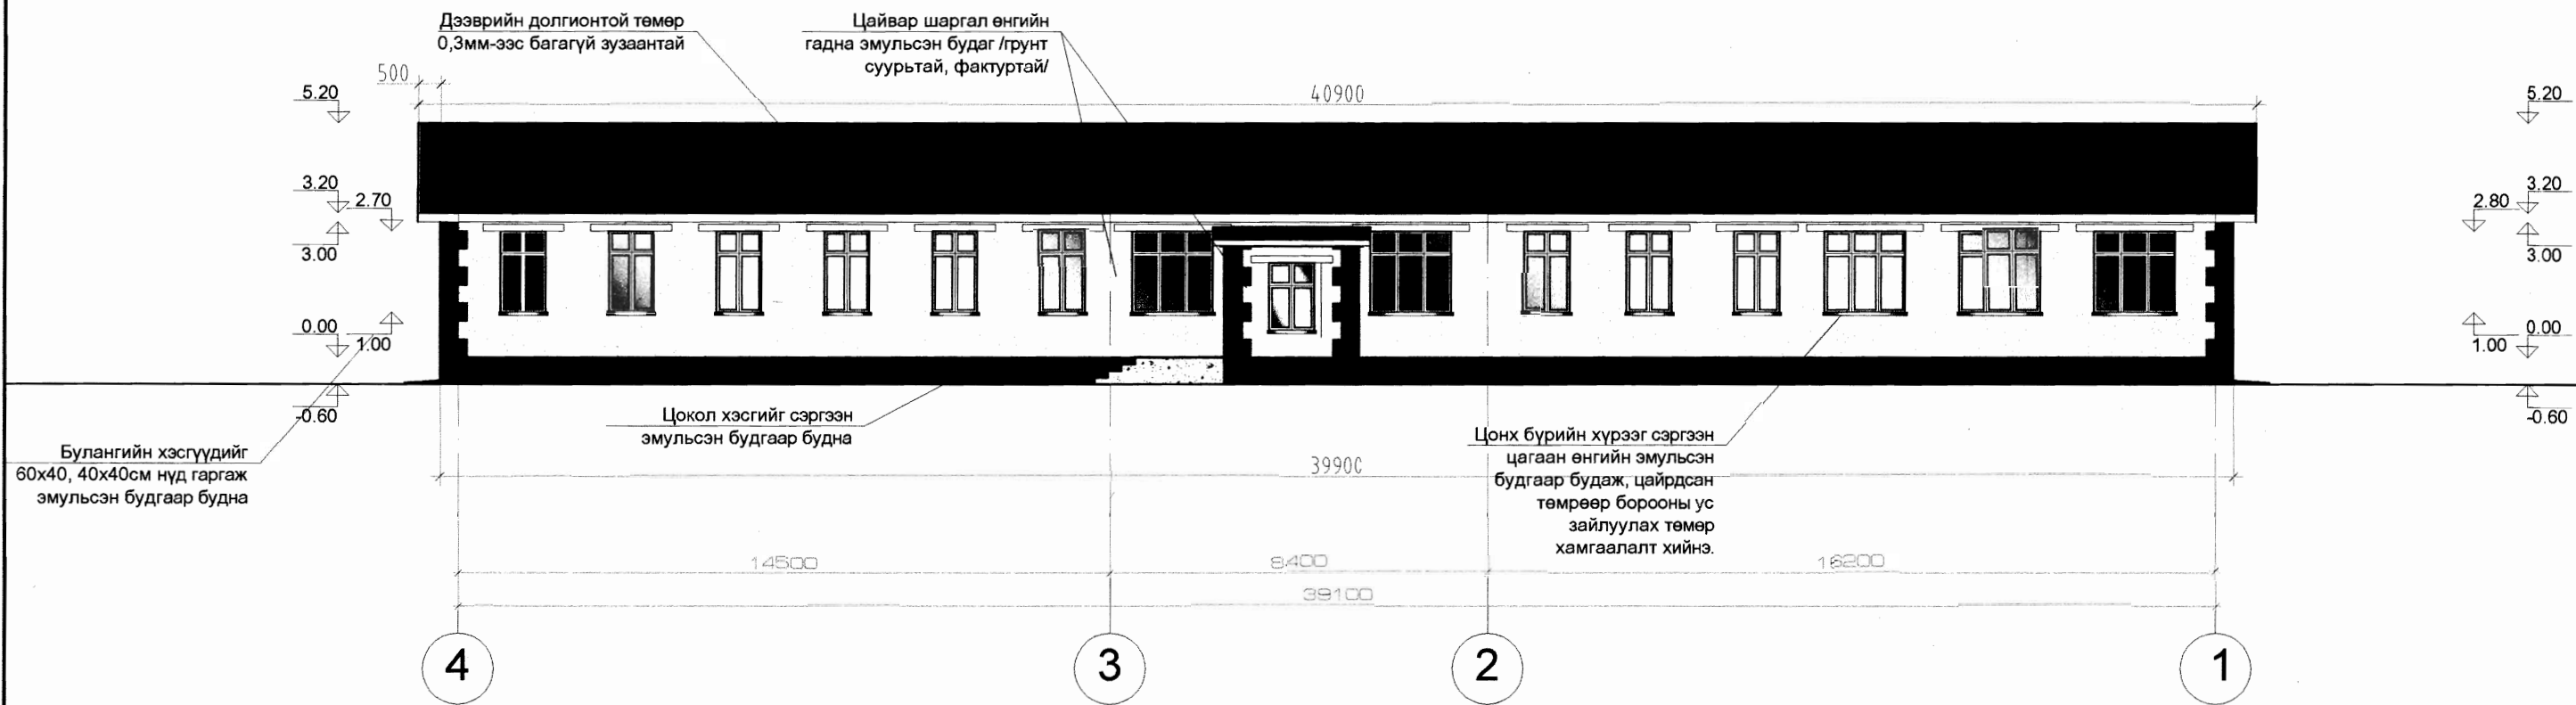 Дээврийн долгионтой төмөр
0,3мм-ээс багагүй зузаантай
Цайвар шаргал өнгийн
гадна эмульсэн будаг /грунт
суурьтай, фактуртай/
500
40900
5.20
3.20
2.70
3.00
0.00
1.00
-0.60
5.20
3.20
2.80
3.00
0.00
1.00
-0.60
Булангийн хэсгүүдийг
60x40, 40x40см нүд гаргаж
эмульсэн будгаар будна
Цокол хэсгийг сэргээн
эмульсэн будгаар будна
Цонх бүрийн хүрээг сэргээн
цагаан өнгийн эмульсэн
будгаар будаж, цайрдсан
төмрөөр борооны ус
зайлуулах төмөр
хамгаалалт хийнэ.
39900
14500
8400
16200
39100
4
3
2
1